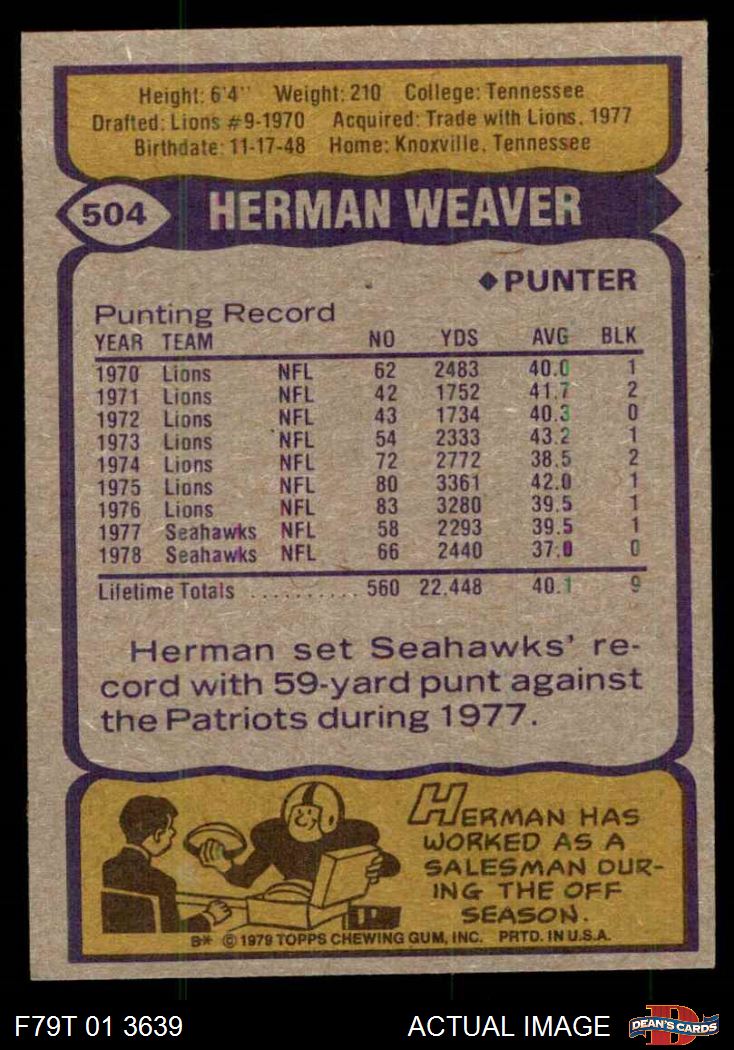 Height: 6'4" Weight: 210 College: Tennessee
Drafted: Lions #9-1970 Acquired: Trade with Lions, 1977
Birthdate: 11-17-48 Home: Knoxville, Tennessee
504 HERMAN WEAVER
◆PUNTER
Punting Record
YEAR TEAM NO YDS AVG BLK
1970 Lions NFL 62 2483 40.0 1
1971 Lions NFL 42 1752 41.7 2
1972 Lions NFL 43 1734 40.3 0
1973 Lions NFL 54 2333 43.2 1
1974 Lions NFL 72 2772 38.5 2
1975 Lions NFL 80 3361 42.0 1
1976 Lions NFL 83 3280 39.5 1
1977 Seahawks NFL 58 2293 39.5 1
1978 Seahawks NFL 66 2440 37.0 0
Lifetime Totals .......... 560 22.448 40.1 9
Herman set Seahawks' re-
cord with 59-yard punt against
the Patriots during 1977.
HERMAN HAS
WORKED AS A
SALESMAN DUR-
ING THE OFF
SEASON.
B* © 1979 TOPPS CHEWING GUM, INC. PRTD. IN U.S.A.
F79T 01 3639 ACTUAL IMAGE D DEAN'S CARDS